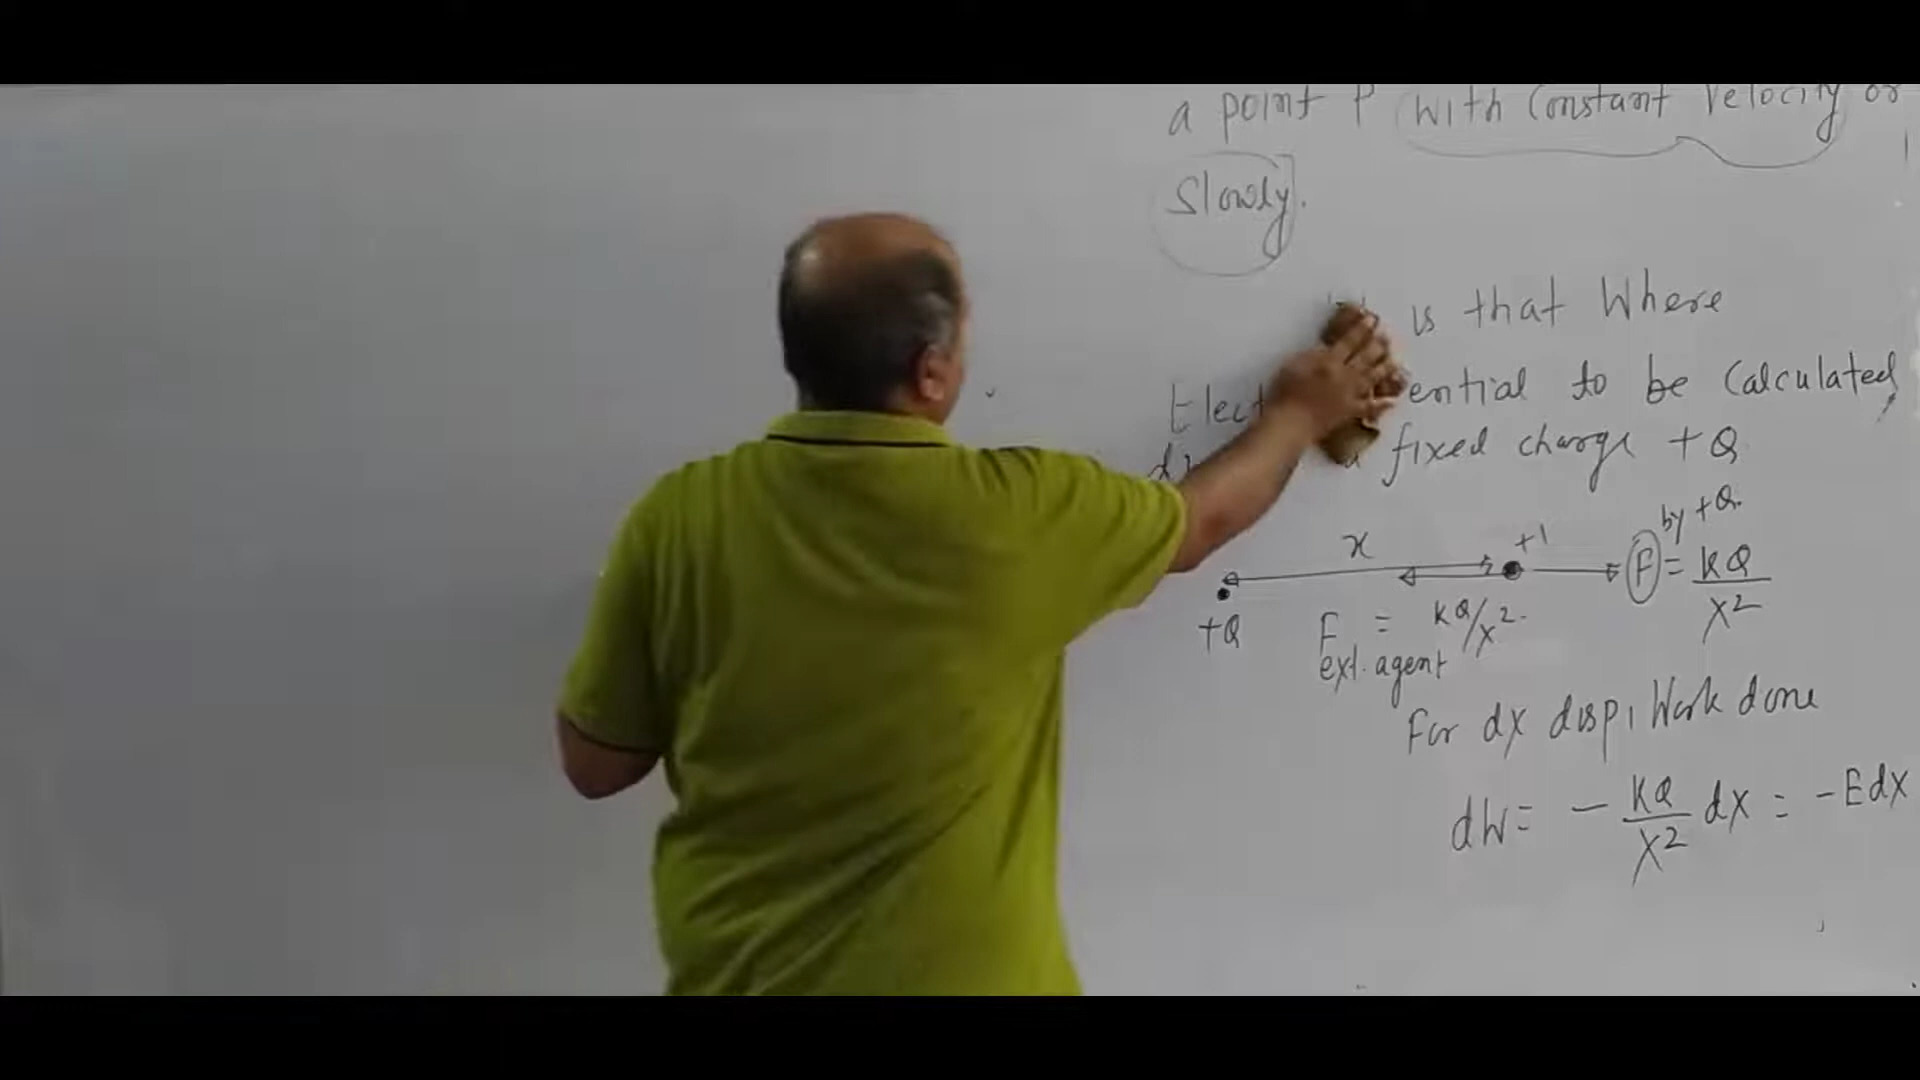 a point P with Constant Velocity or
Slowly.
is that Where
Elect ential to be Calculated,
fixed charge +Q
by +Q.
x +1 F = KQ/x²
+Q F ext. agent = KQ/x²
For dx disp, Work done
dW = - KQ/x² dx = -Edx